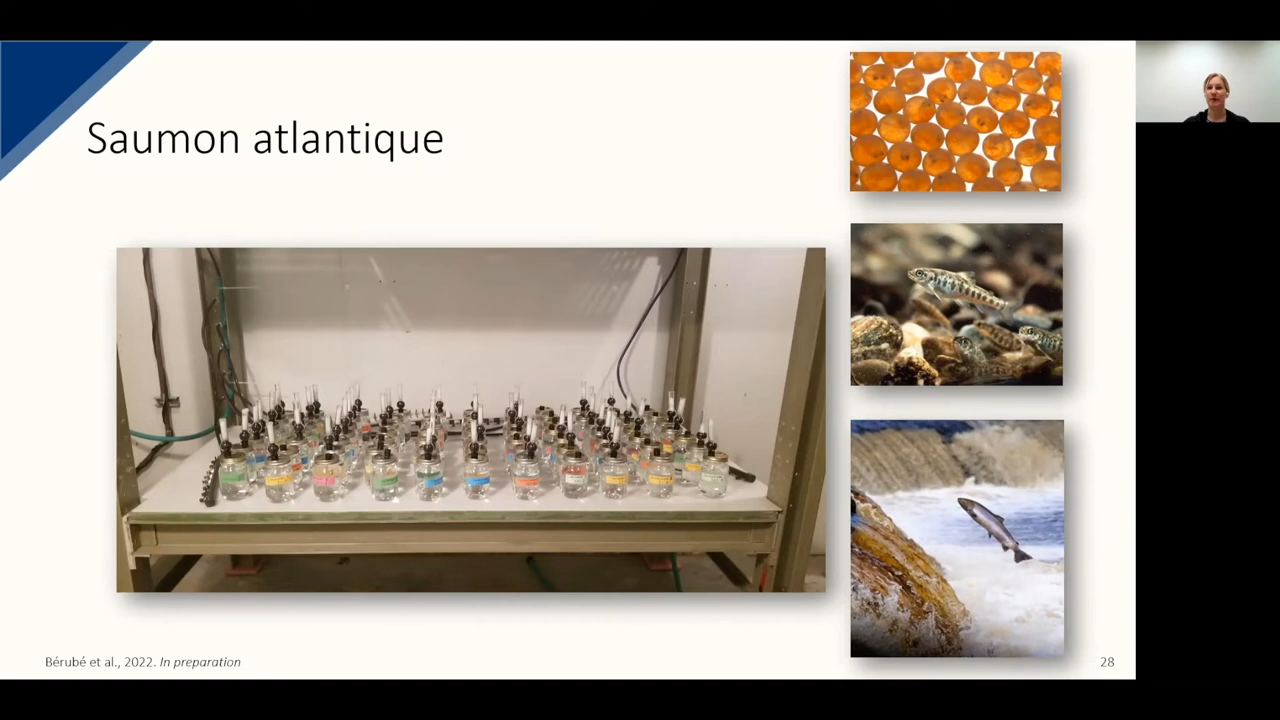 Saumon atlantique
Bérubé et al., 2022. In preparation
28